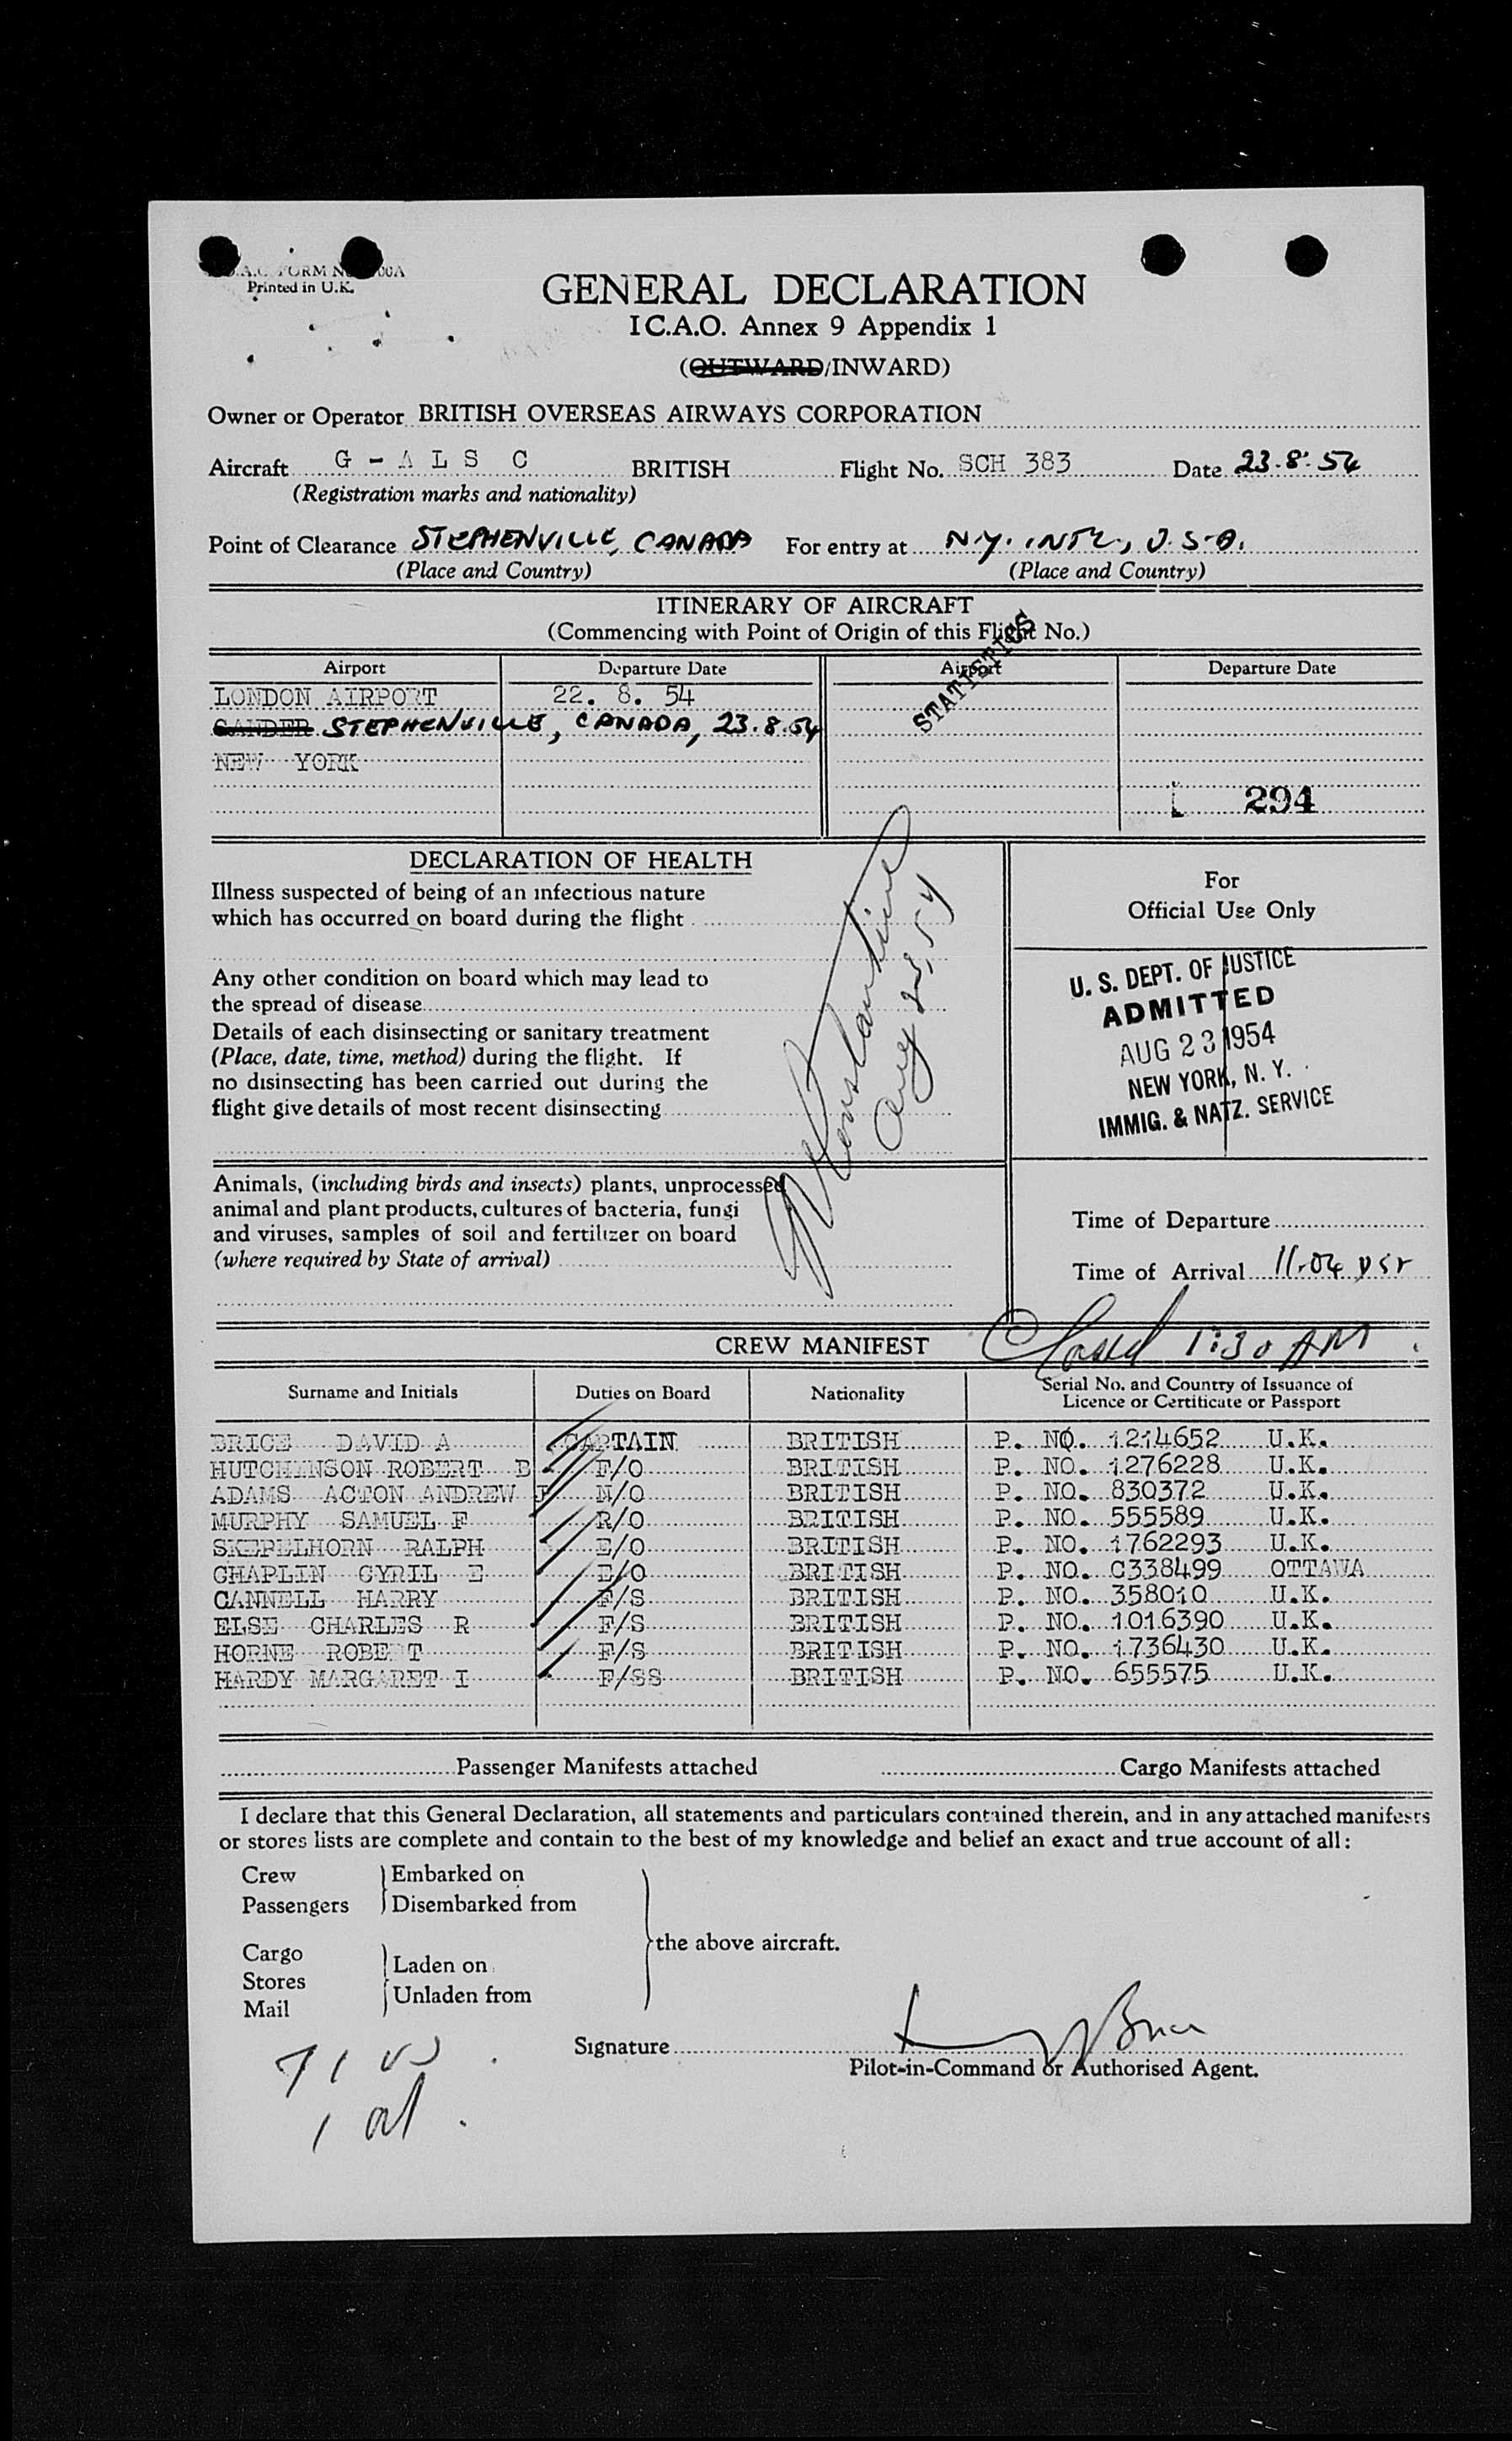 FORM
Printed in U.K.
GENERAL DECLARATION
I C.A.O. Annex 9 Appendix 1
(OUTWARD/INWARD)
Owner or Operator BRITISH OVERSEAS AIRWAYS CORPORATION
Aircraft G - A L S C BRITISH Flight No. SCH 383 Date 23.8.54
(Registration marks and nationality)
Point of Clearance STEPHENVILLE, CANADA For entry at N.Y. INTL, U.S.A.
(Place and Country) (Place and Country)
ITINERARY OF AIRCRAFT
(Commencing with Point of Origin of this Flight No.)
STATISTICS
Airport Departure Date Airport Departure Date
LONDON AIRPORT 22. 8. 54
GANDER STEPHENVILLE, CANADA, 23.8.54
NEW YORK
294
DECLARATION OF HEALTH
Illness suspected of being of an infectious nature
which has occurred on board during the flight
Any other condition on board which may lead to
the spread of disease
Details of each disinsecting or sanitary treatment
(Place, date, time, method) during the flight. If
no disinsecting has been carried out during the
flight give details of most recent disinsecting
Animals, (including birds and insects) plants, unprocessed
animal and plant products, cultures of bacteria, fungi
and viruses, samples of soil and fertilizer on board
(where required by State of arrival)
For
Official Use Only
U. S. DEPT. OF JUSTICE
ADMITTED
AUG 23 1954
NEW YORK, N. Y.
IMMIG. & NATZ. SERVICE
Time of Departure
Time of Arrival 11.04
Closed 1:30 AM
CREW MANIFEST
Surname and Initials Duties on Board Nationality Serial No. and Country of Issuance of
Licence or Certificate or Passport
BRICE DAVID A CAPTAIN BRITISH P. NO. 1214652 U.K.
HUTCHINSON ROBERT B F/O BRITISH P. NO. 1276228 U.K.
ADAMS ACTON ANDREW N/O BRITISH P. NO. 830372 U.K.
MURPHY SAMUEL F R/O BRITISH P. NO. 555589 U.K.
SKEPELHORN RALPH E/O BRITISH P. NO. 1762293 U.K.
CHAPLIN CYRIL E E/O BRITISH P. NO. C338499 OTTAWA
CANNELL HARRY F/S BRITISH P. NO. 358010 U.K.
ELSE CHARLES R F/S BRITISH P. NO. 1016390 U.K.
HORNE ROBERT F/S BRITISH P. NO. 1736430 U.K.
HARDY MARGARET I F/SS BRITISH P. NO. 655575 U.K.
Passenger Manifests attached Cargo Manifests attached
I declare that this General Declaration, all statements and particulars contained therein, and in any attached manifests
or stores lists are complete and contain to the best of my knowledge and belief an exact and true account of all:
Crew Embarked on
Passengers Disembarked from
the above aircraft.
Cargo
Stores Laden on
Mail Unladen from
Signature
Pilot-in-Command or Authorised Agent.